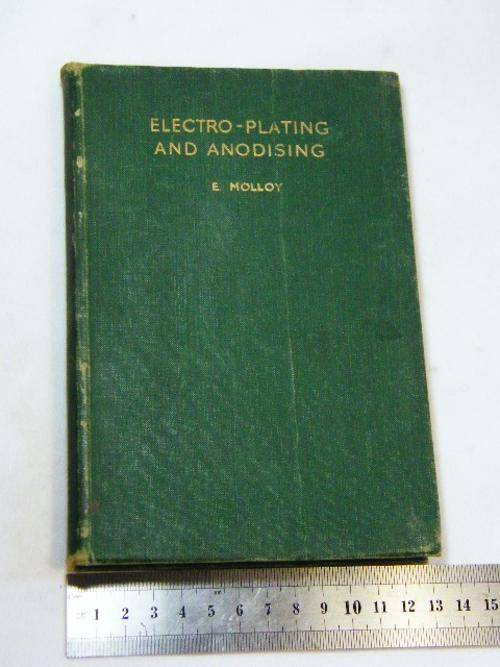 ELECTRO-PLATING
AND ANODISING
E. MOLLOY
1 2 3 4 5 6 7 8 9 10 11 12 13 14 15